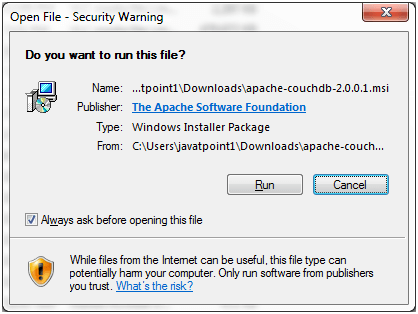 Open File - Security Warning
Do you want to run this file?
Name: ...tpoint1\Downloads\apache-couchdb-2.0.0.1.msi
Publisher: The Apache Software Foundation
Type: Windows Installer Package
From: C:\Users\javatpoint1\Downloads\apache-couch...
Run Cancel
Always ask before opening this file
While files from the Internet can be useful, this file type can
potentially harm your computer. Only run software from publishers
you trust. What's the risk?